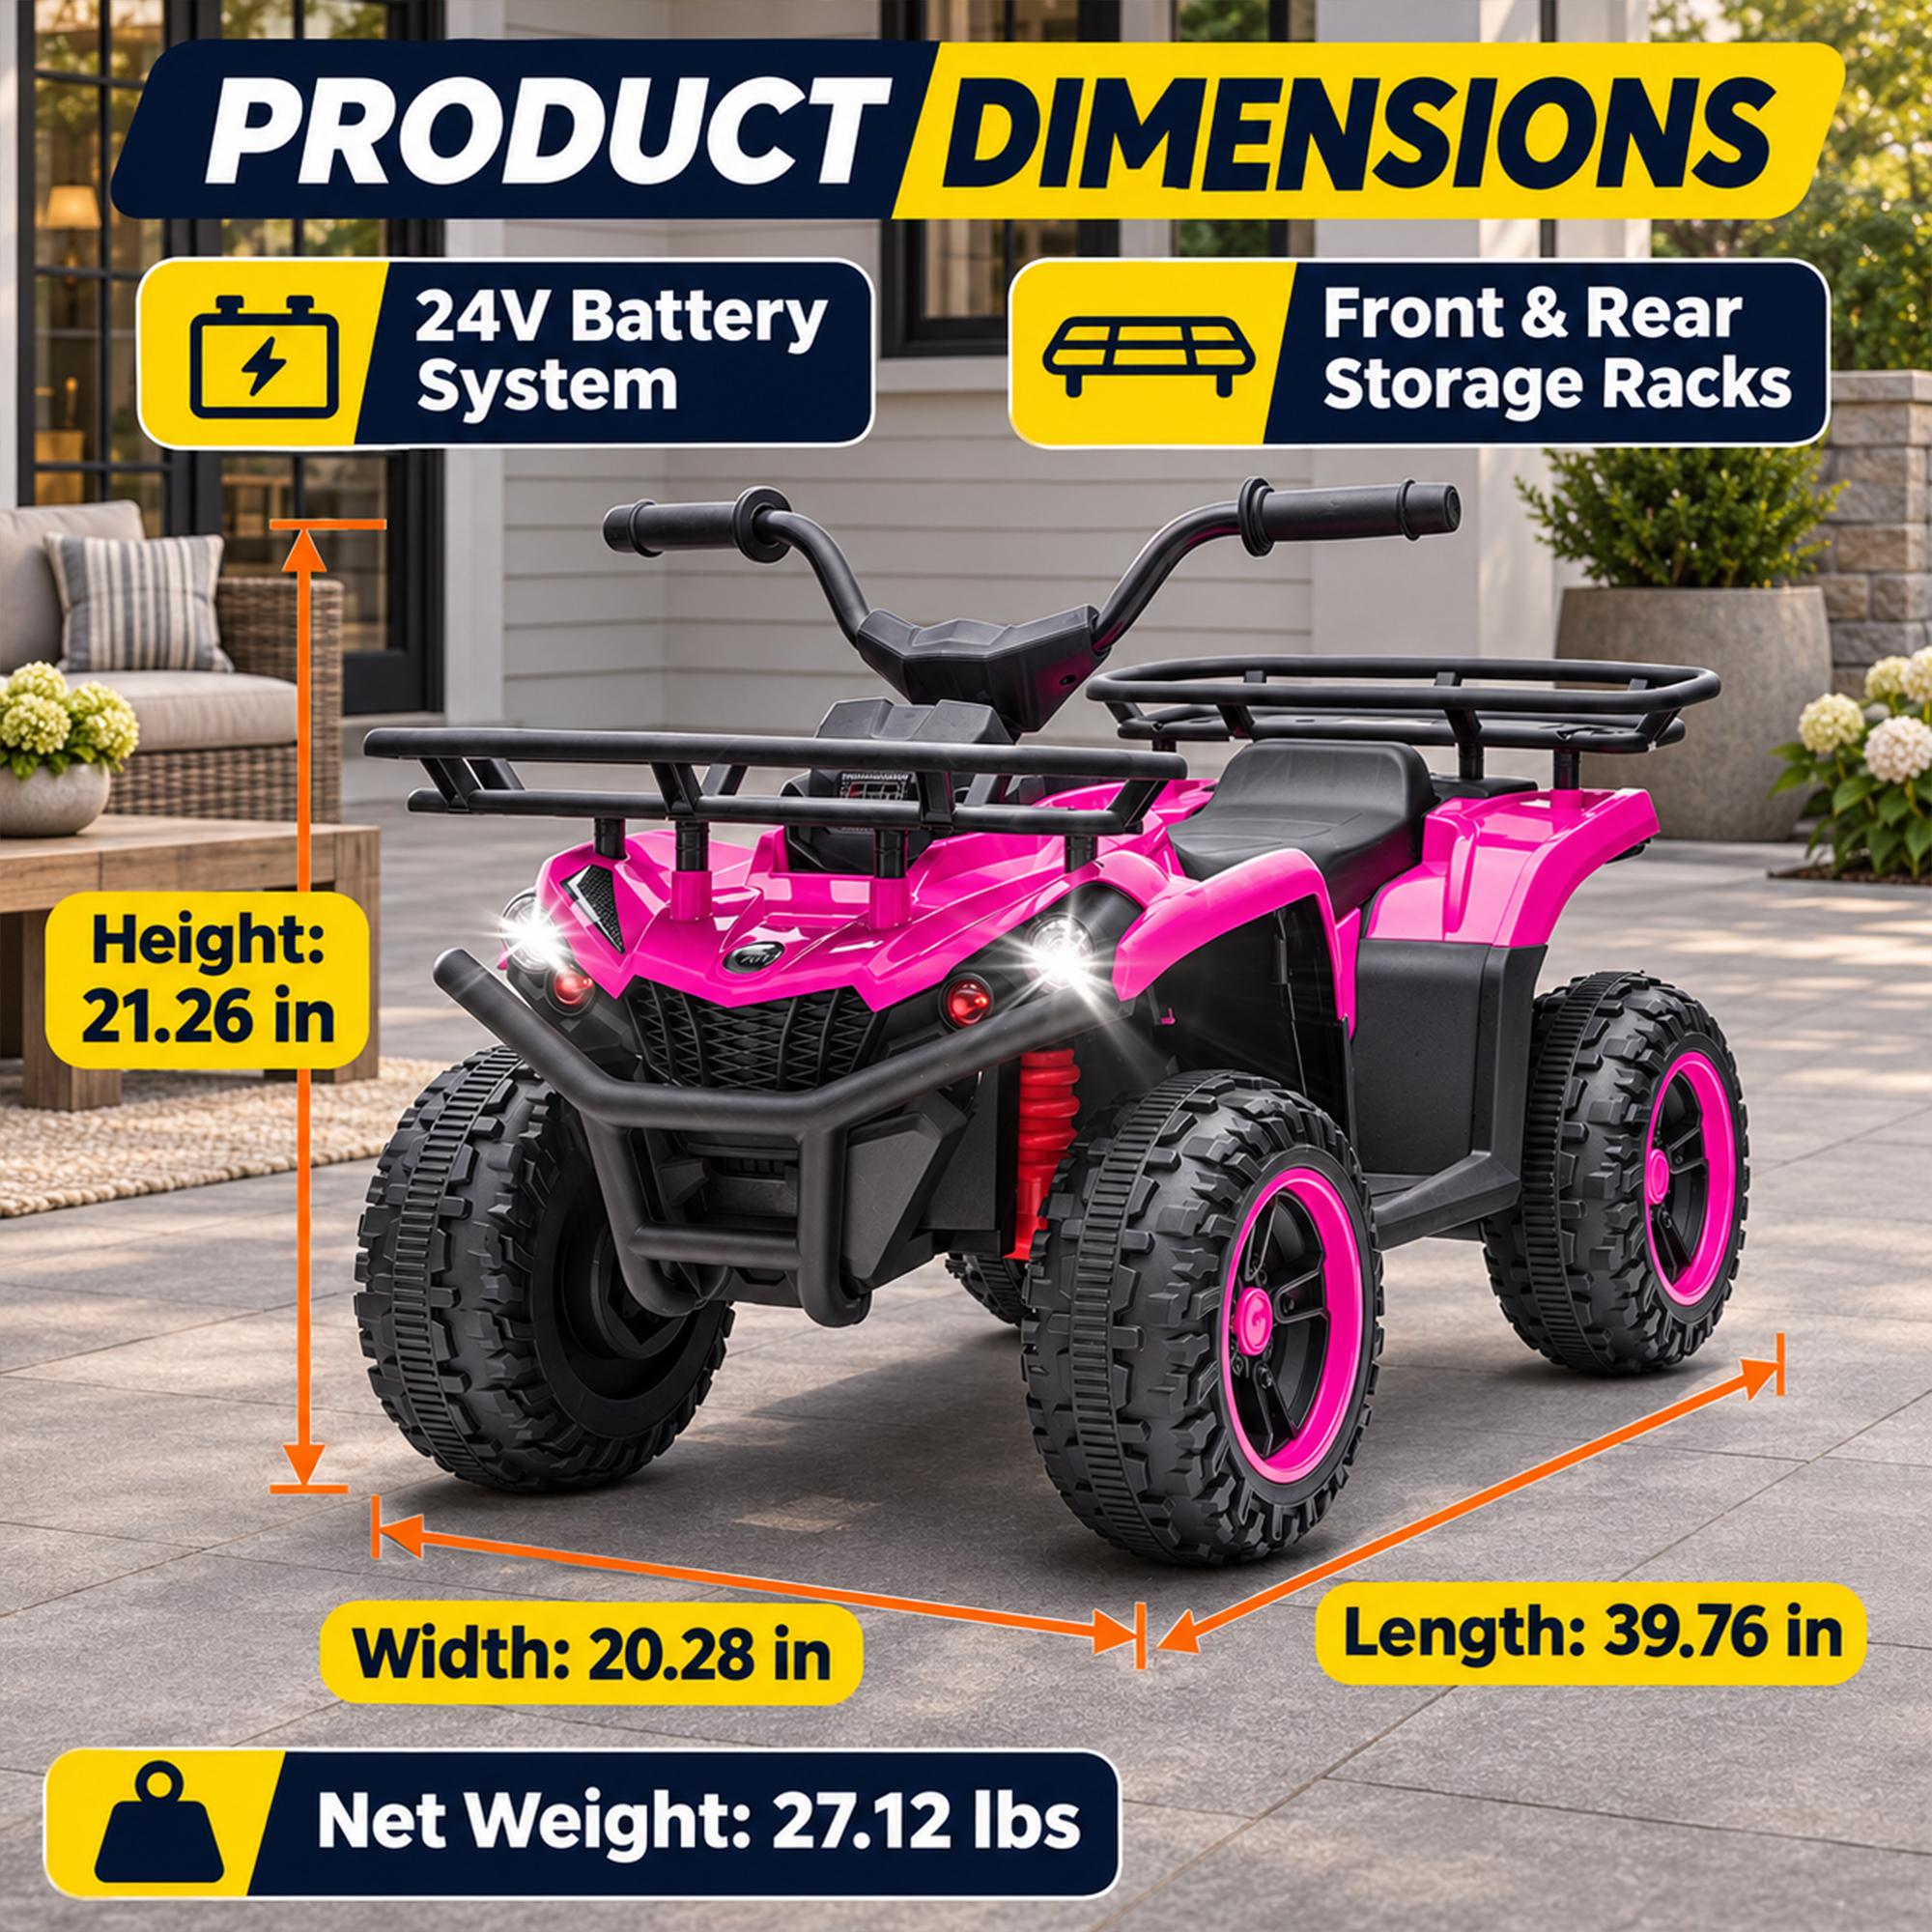 PRODUCT DIMENSIONS
24V Battery
System
Front & Rear
Storage Racks
Height:
21.26 in
Width: 20.28 in
Length: 39.76 in
Net Weight: 27.12 lbs